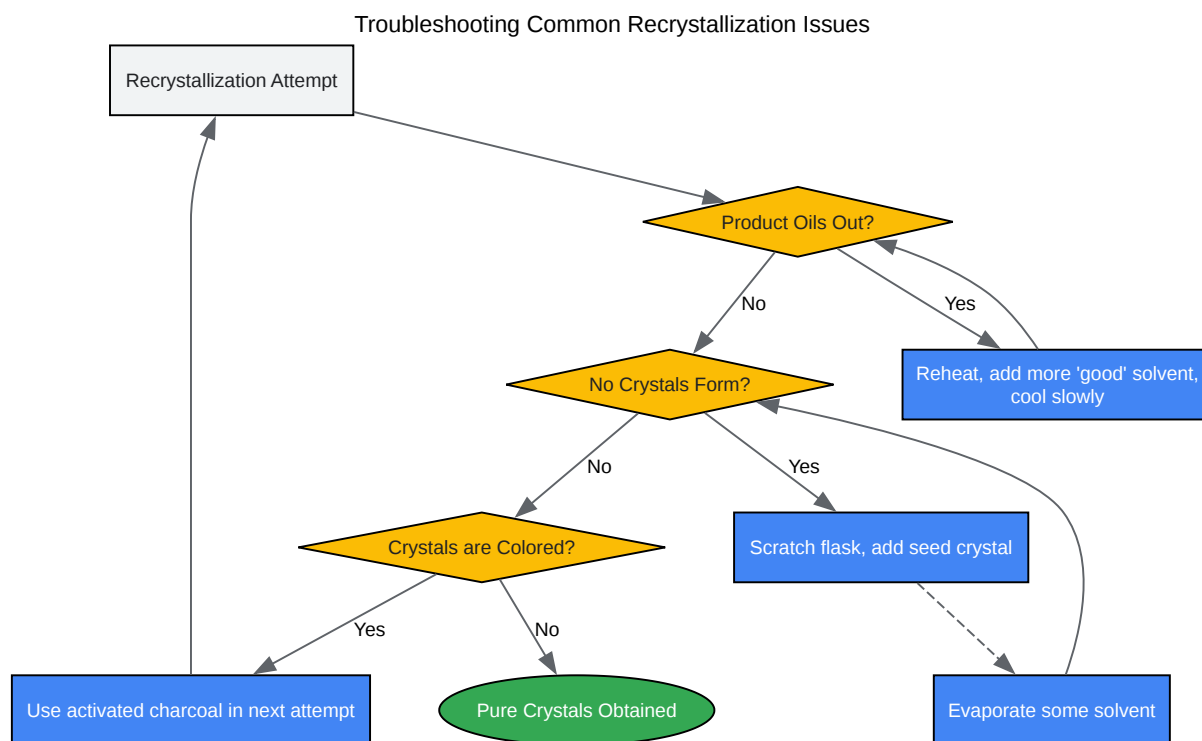 Troubleshooting Common Recrystallization Issues
Recrystallization Attempt
Product Oils Out?
No
Yes
No Crystals Form?
Reheat, add more 'good' solvent,
cool slowly
No
Yes
Crystals are Colored?
Scratch flask, add seed crystal
Yes
No
Use activated charcoal in next attempt
Pure Crystals Obtained
Evaporate some solvent